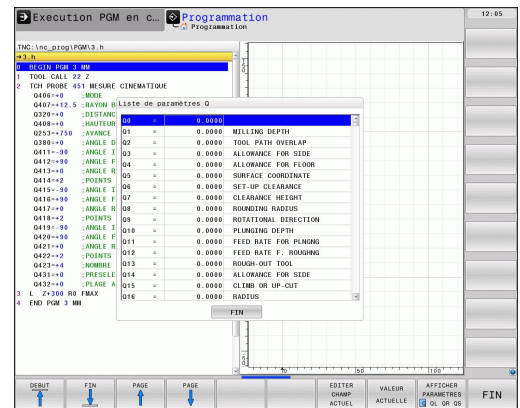 Execution PGM en c...
Programmation
Programmation
12:05
TNC:\nc_prog\PGM\3.h
→3.h
0 BEGIN PGM 3 MM
1 TOOL CALL 22 Z
2 TCH PROBE 451 MESURE CINEMATIQUE
Q406=+0 ;MODE
Q407=+12.5 ;RAYON B
Q320=+0 ;DISTANC
Q408=+0 ;HAUTEUR
Q253=+750 ;AVANCE
Q380=+0 ;ANGLE D
Q411=-90 ;ANGLE I
Q412=+90 ;ANGLE F
Q413=+0 ;ANGLE R
Q414=+2 ;POINTS
Q415=-90 ;ANGLE I
Q416=+90 ;ANGLE F
Q417=+0 ;ANGLE R
Q418=+2 ;POINTS
Q419=-90 ;ANGLE I
Q420=+90 ;ANGLE F
Q421=+0 ;ANGLE R
Q422=+2 ;POINTS
Q423=+4 ;NOMBRE
Q431=+0 ;PRESELE
Q432=+0 ;PLAGE A
3 L Z+300 R0 FMAX
4 END PGM 3 MM
Liste de paramètres Q
Q0 = 0.0000
Q1 = 0.0000 MILLING DEPTH
Q2 = 0.0000 TOOL PATH OVERLAP
Q3 = 0.0000 ALLOWANCE FOR SIDE
Q4 = 0.0000 ALLOWANCE FOR FLOOR
Q5 = 0.0000 SURFACE COORDINATE
Q6 = 0.0000 SET-UP CLEARANCE
Q7 = 0.0000 CLEARANCE HEIGHT
Q8 = 0.0000 ROUNDING RADIUS
Q9 = 0.0000 ROTATIONAL DIRECTION
Q10 = 0.0000 PLUNGING DEPTH
Q11 = 0.0000 FEED RATE FOR PLNGNG
Q12 = 0.0000 FEED RATE F. ROUGHNG
Q13 = 0.0000 ROUGH-OUT TOOL
Q14 = 0.0000 ALLOWANCE FOR SIDE
Q15 = 0.0000 CLIMB OR UP-CUT
Q16 = 0.0000 RADIUS
FIN
50
100
DEBUT
FIN
PAGE
PAGE
EDITER
CHAMP
ACTUEL
VALEUR
ACTUELLE
AFFICHER
PARAMETRES
Q QL QR QS
FIN